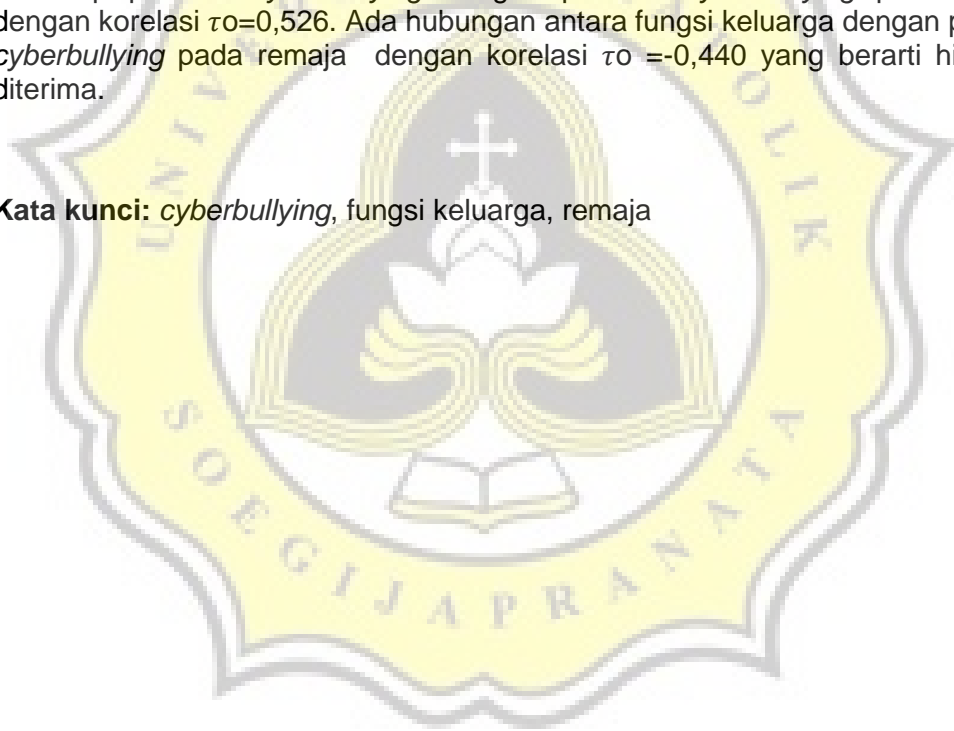 dengan korelasi 𝜏o=0,526. Ada hubungan antara fungsi keluarga dengan
cyberbullying pada remaja dengan korelasi 𝜏o =-0,440 yang berarti
diterima.
Kata kunci: cyberbullying, fungsi keluarga, remaja
SOEGIJAPRANATA